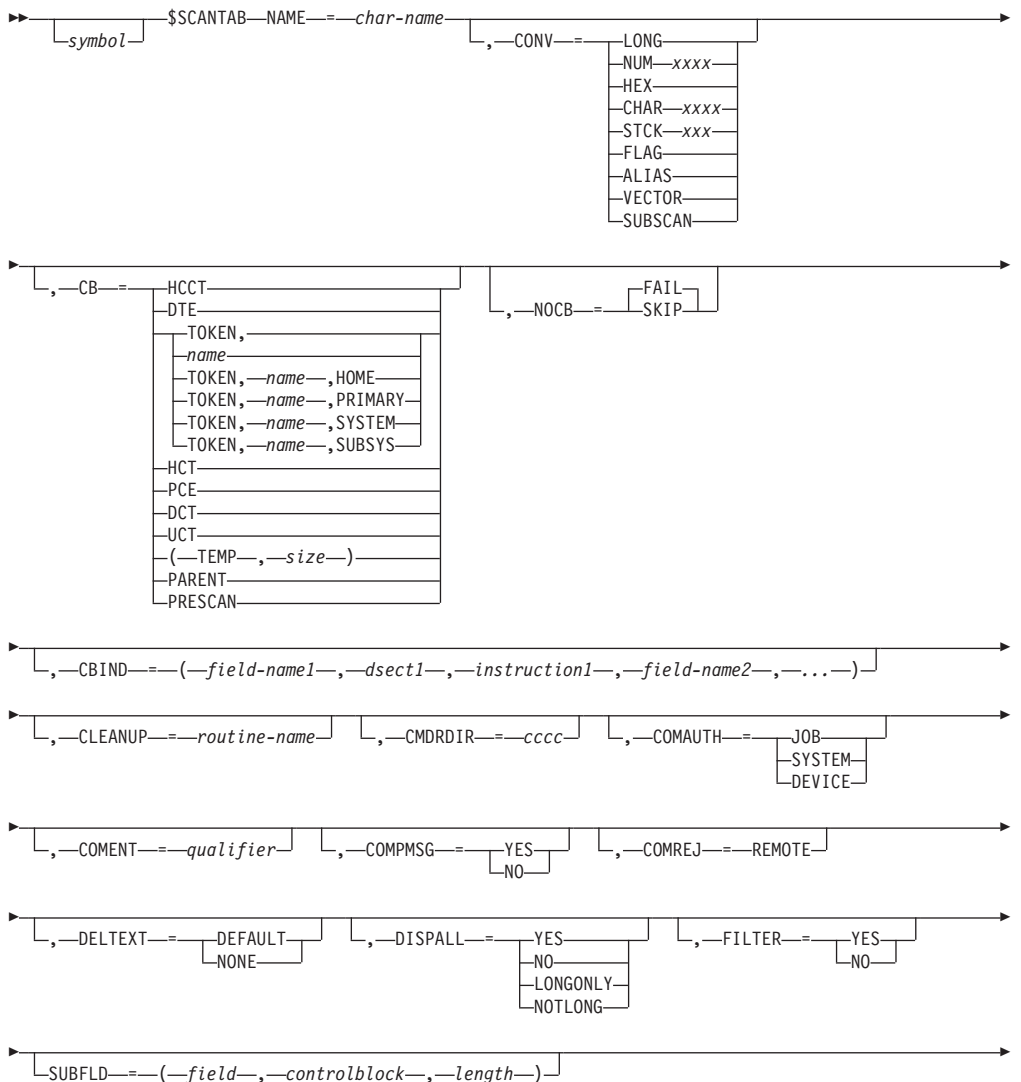 $SCANTAB NAME = char-name
symbol
, CONV = LONG
NUM xxxx
HEX
CHAR xxxx
STCK xxx
FLAG
ALIAS
VECTOR
SUBSCAN
, CB = HCCT
DTE
TOKEN,
name
TOKEN, name ,HOME
TOKEN, name ,PRIMARY
TOKEN, name ,SYSTEM
TOKEN, name ,SUBSYS
HCT
PCE
DCT
UCT
( TEMP , size )
PARENT
PRESCAN
FAIL
, NOCB = SKIP
, CBIND = ( field-name1 , dsect1 , instruction1 , field-name2 , ... )
, CLEANUP = routine-name
, CMDRDIR = cccc
, COMAUTH = JOB
SYSTEM
DEVICE
, COMENT = qualifier
, COMPMSG = YES
NO
, COMREJ = REMOTE
, DELTEXT = DEFAULT
NONE
, DISPALL = YES
NO
LONGONLY
NOTLONG
, FILTER = YES
NO
SUBFLD = ( field , controlblock , length )